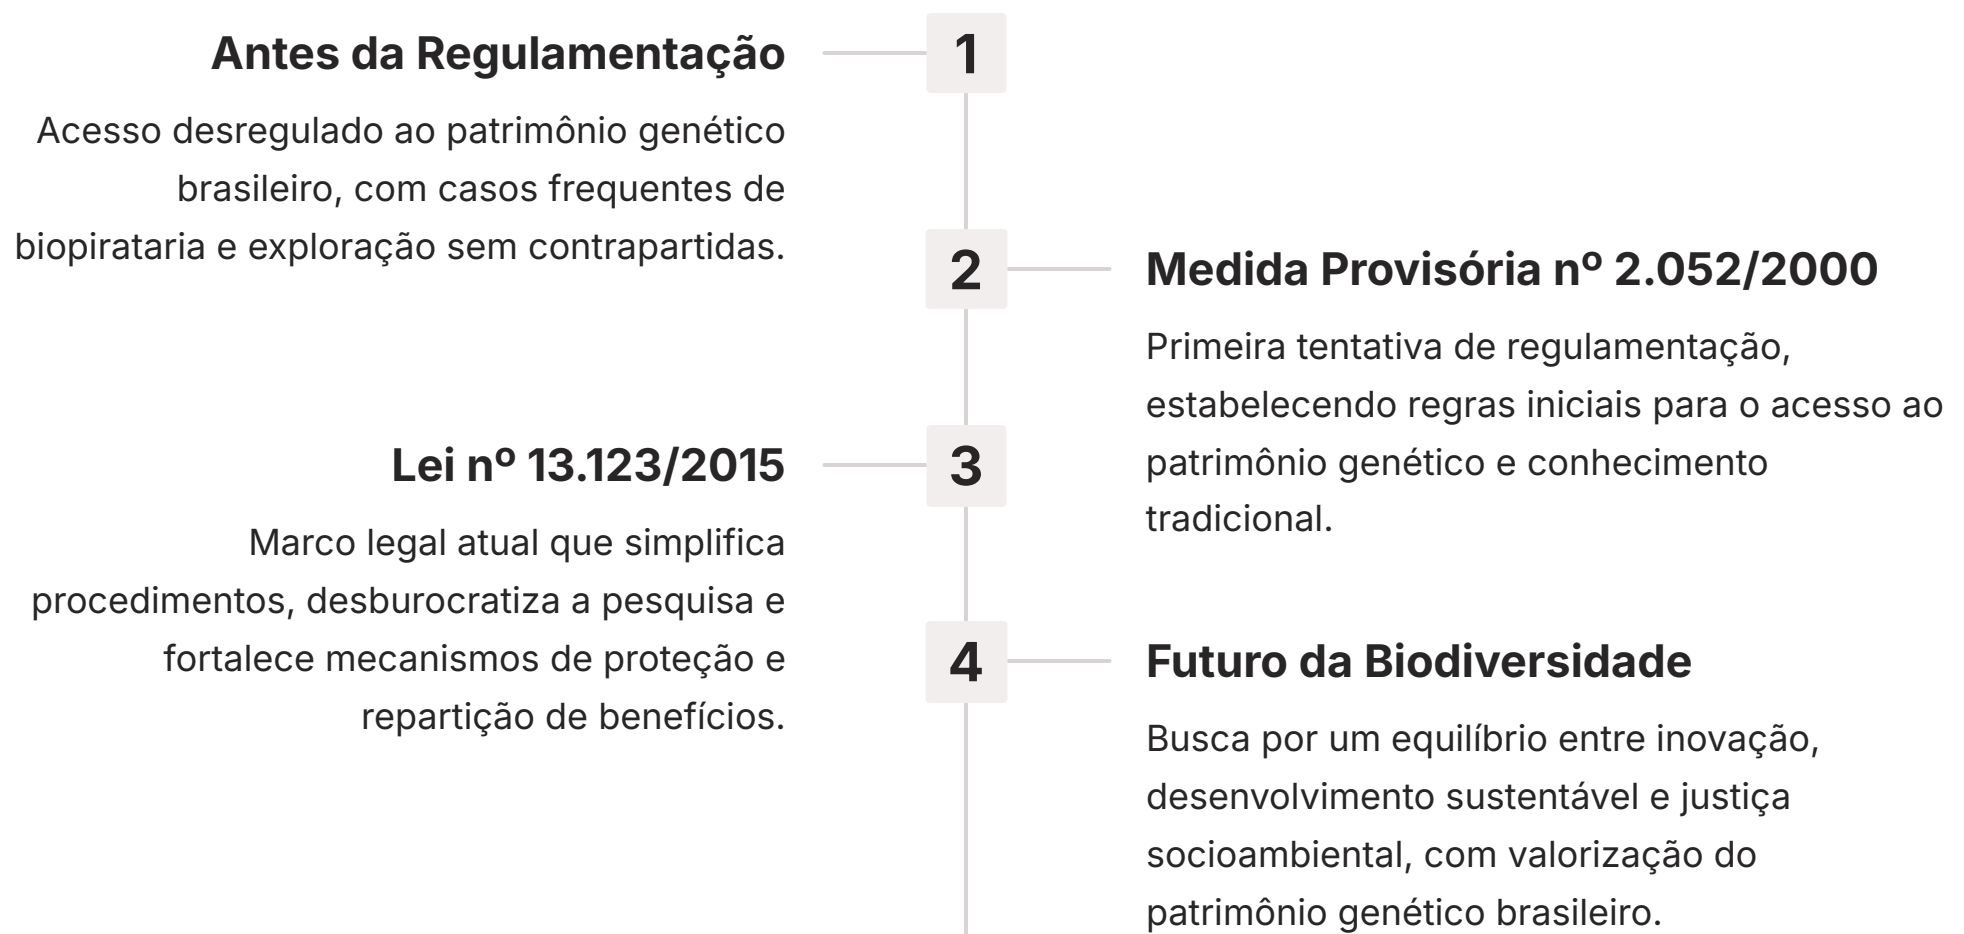 Antes da Regulamentação
1
Acesso desregulado ao patrimônio genético
brasileiro, com casos frequentes de
biopirataria e exploração sem contrapartidas.
2
Medida Provisória nº 2.052/2000
Primeira tentativa de regulamentação,
estabelecendo regras iniciais para o acesso ao
patrimônio genético e conhecimento
tradicional.
Lei nº 13.123/2015
3
Marco legal atual que simplifica
procedimentos, desburocratiza a pesquisa e
fortalece mecanismos de proteção e
repartição de benefícios.
4
Futuro da Biodiversidade
Busca por um equilíbrio entre inovação,
desenvolvimento sustentável e justiça
socioambiental, com valorização do
patrimônio genético brasileiro.